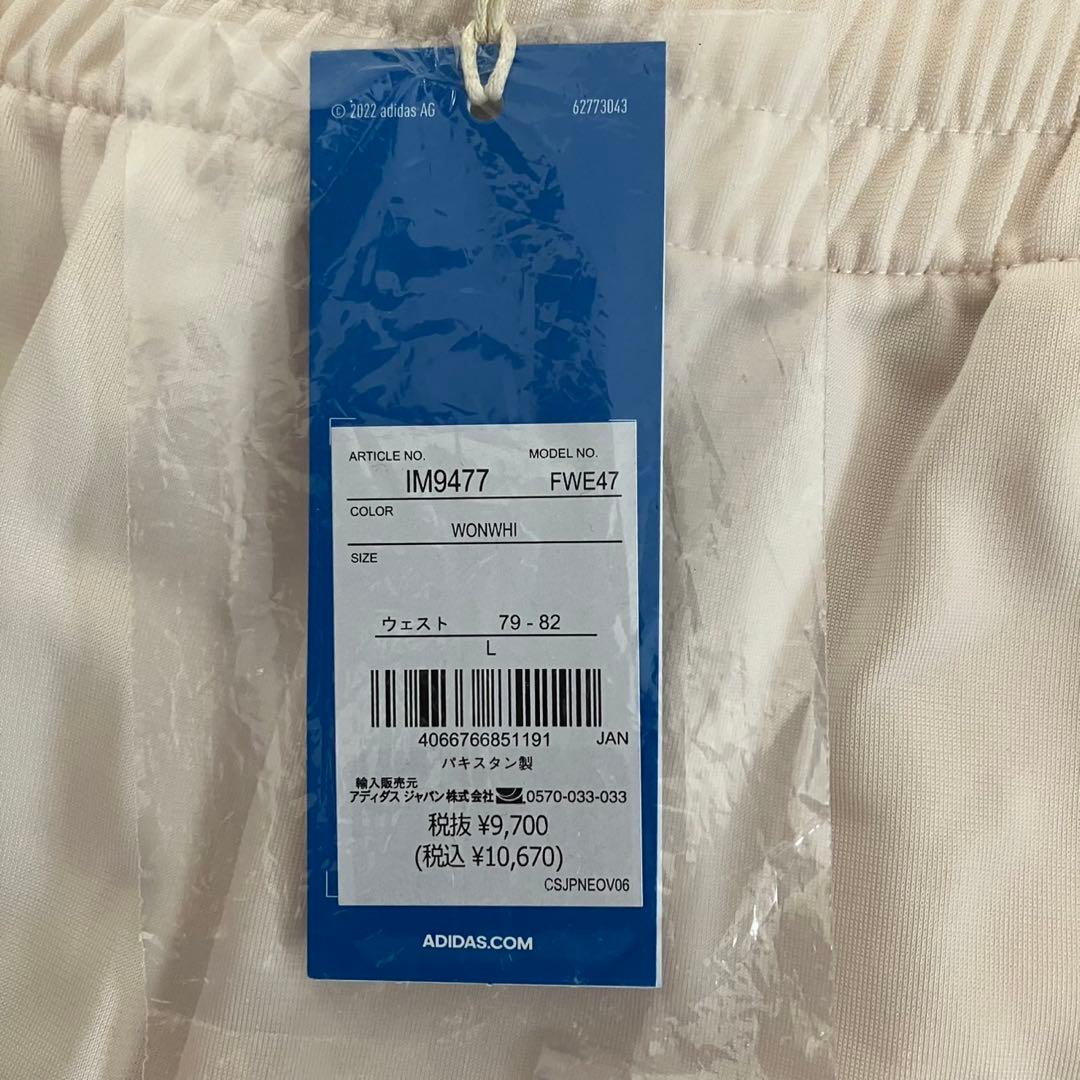 © 2022 adidas AG 62773043
ARTICLE NO. MODEL NO.
IM9477 FWE47
COLOR
WONWHI
SIZE
ウェスト 79 - 82
L
4066766851191 JAN
パキスタン製
輸入販売元
アディダス ジャパン株式会社 0570-033-033
税抜 ¥9,700
(税込 ¥10,670)
CSJPNEOV06
ADIDAS.COM